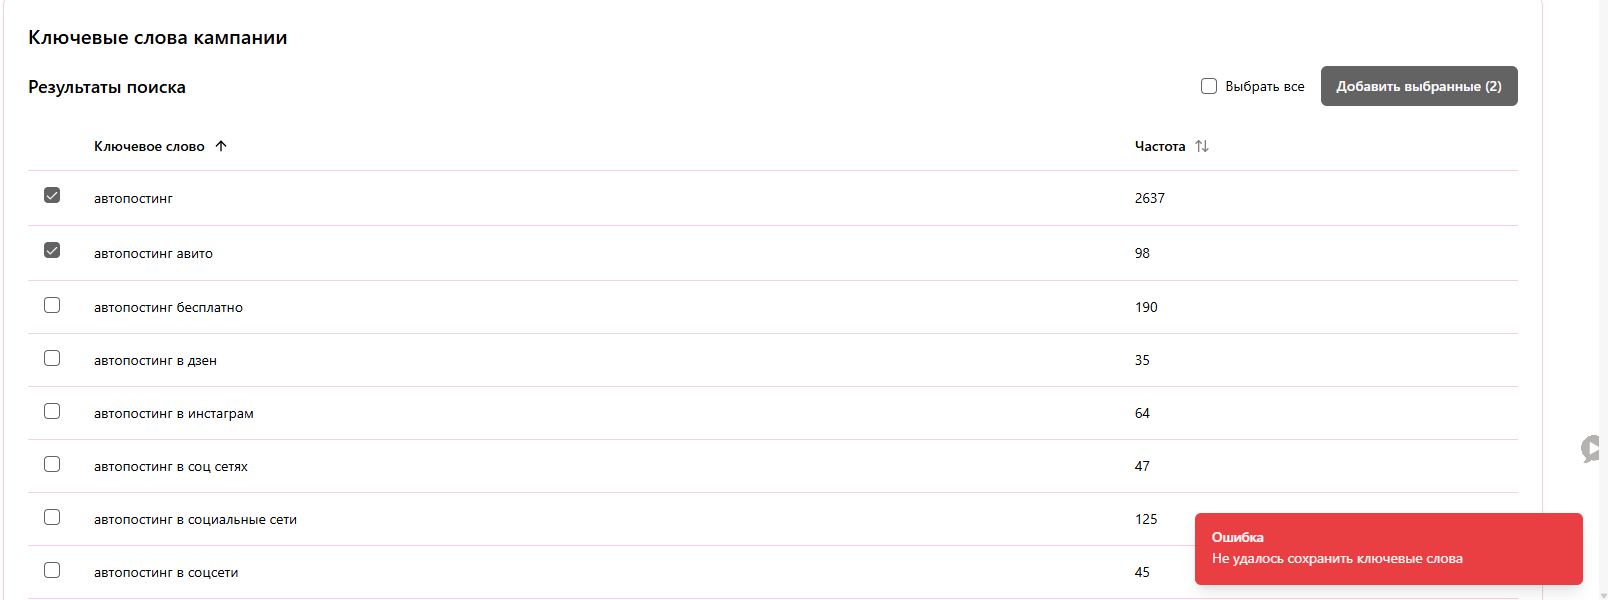 Ключевые слова кампании
Результаты поиска
Выбрать все
Добавить выбранные (2)
Ключевое слово Частота
автопостинг 2637
автопостинг авито 98
автопостинг бесплатно 190
автопостинг в дзен 35
автопостинг в инстаграм 64
автопостинг в соц сетях 47
автопостинг в социальные сети 125
автопостинг в соцсети 45
Ошибка
Не удалось сохранить ключевые слова